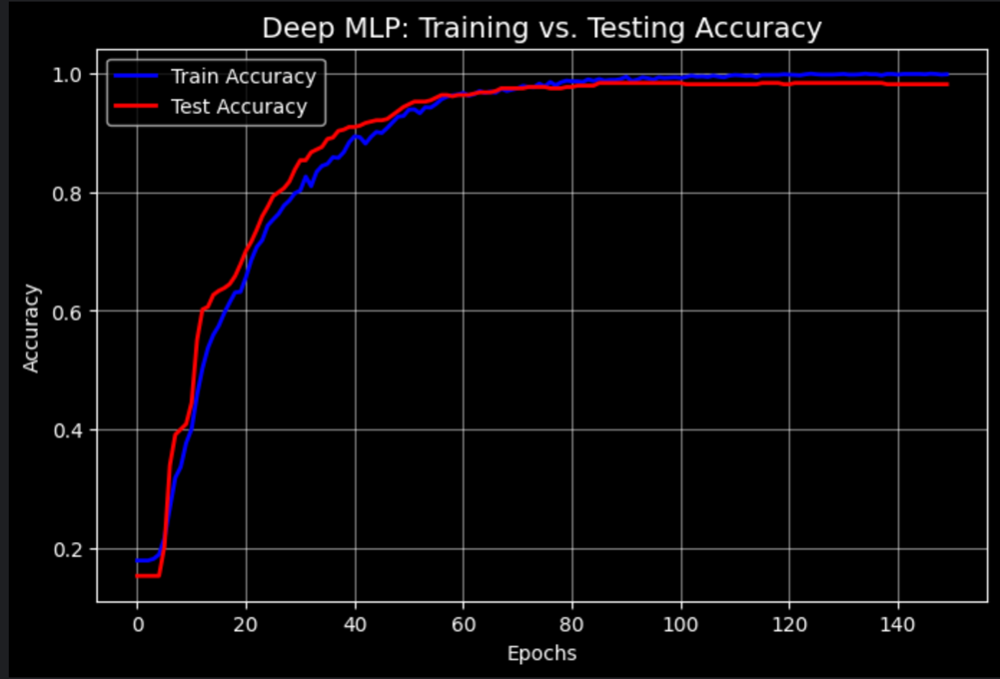 Deep MLP: Training vs. Testing Accuracy
Train Accuracy
Test Accuracy
1.0
0.8
0.6
0.4
0.2
Accuracy
0 20 40 60 80 100 120 140
Epochs